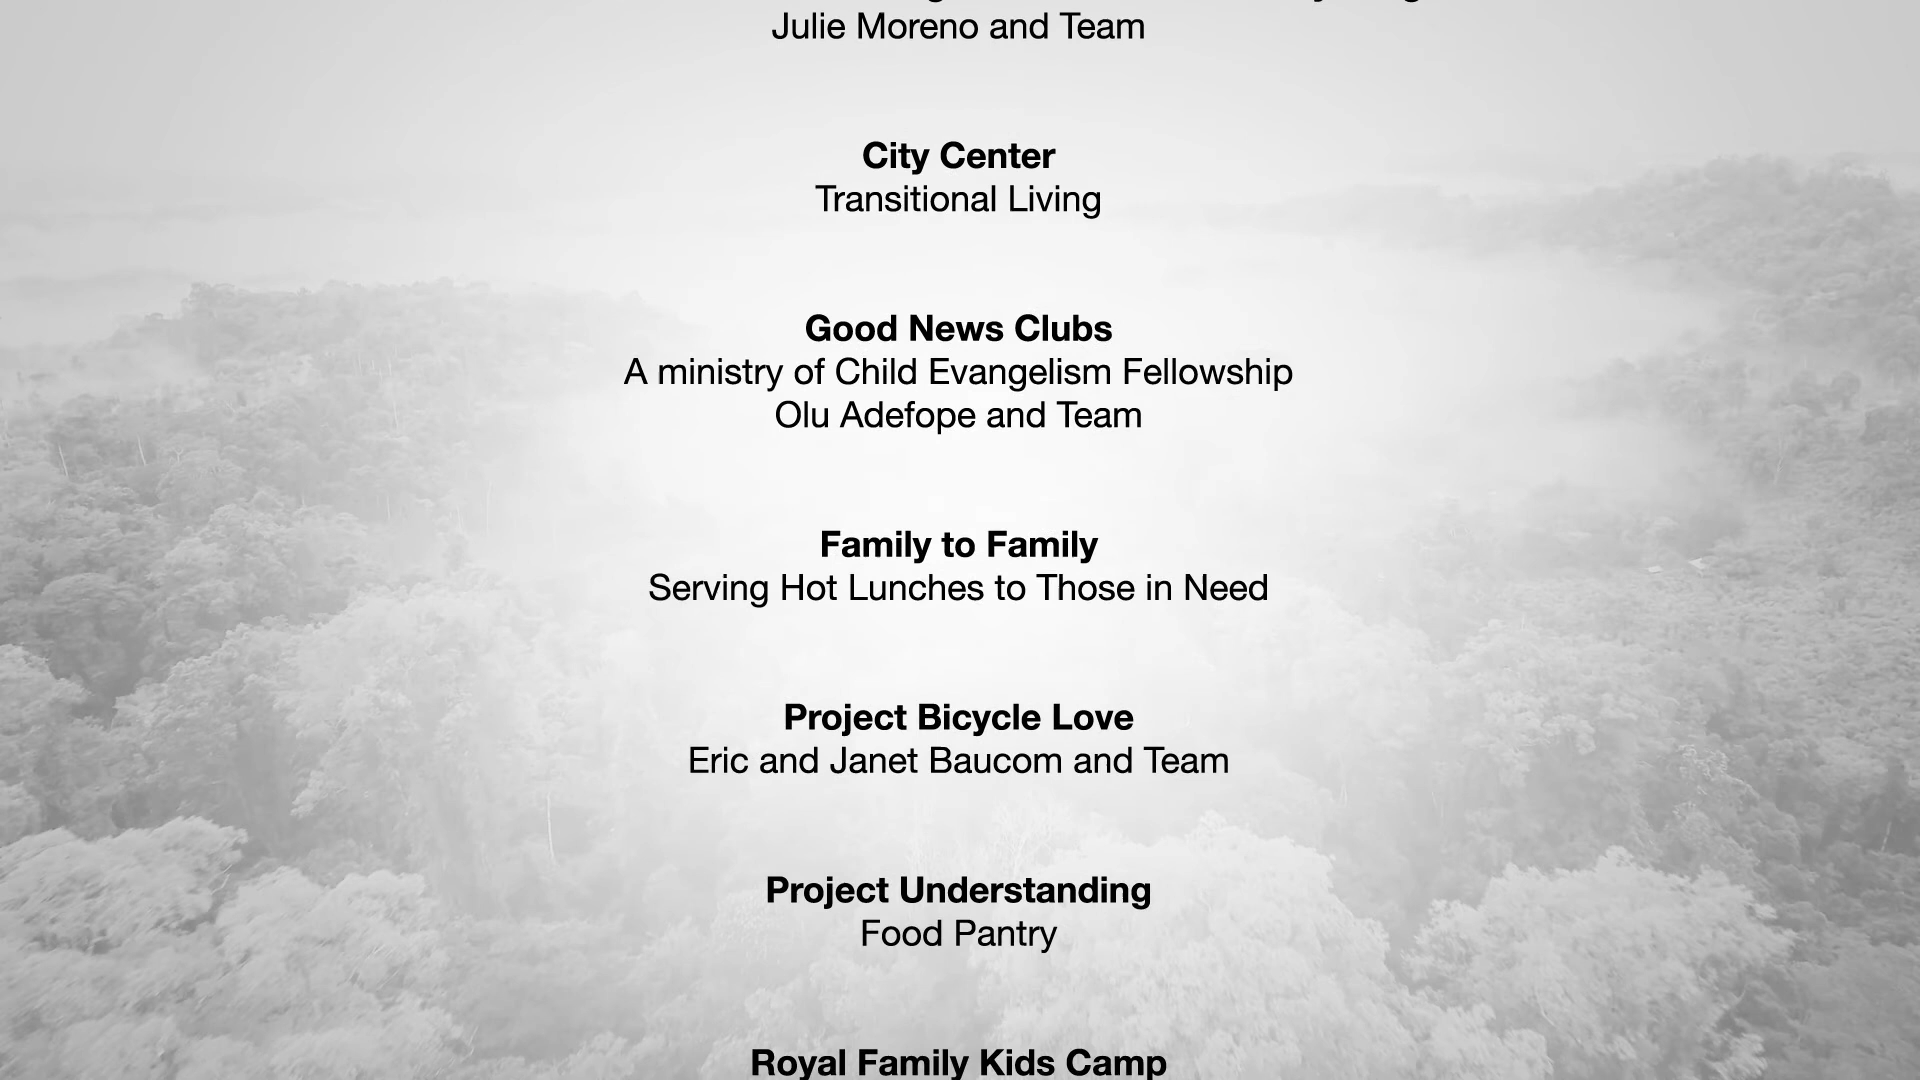 Julie Moreno and Team
City Center
Transitional Living
Good News Clubs
A ministry of Child Evangelism Fellowship
Olu Adefope and Team
Family to Family
Serving Hot Lunches to Those in Need
Project Bicycle Love
Eric and Janet Baucom and Team
Project Understanding
Food Pantry
Royal Family Kids Camp